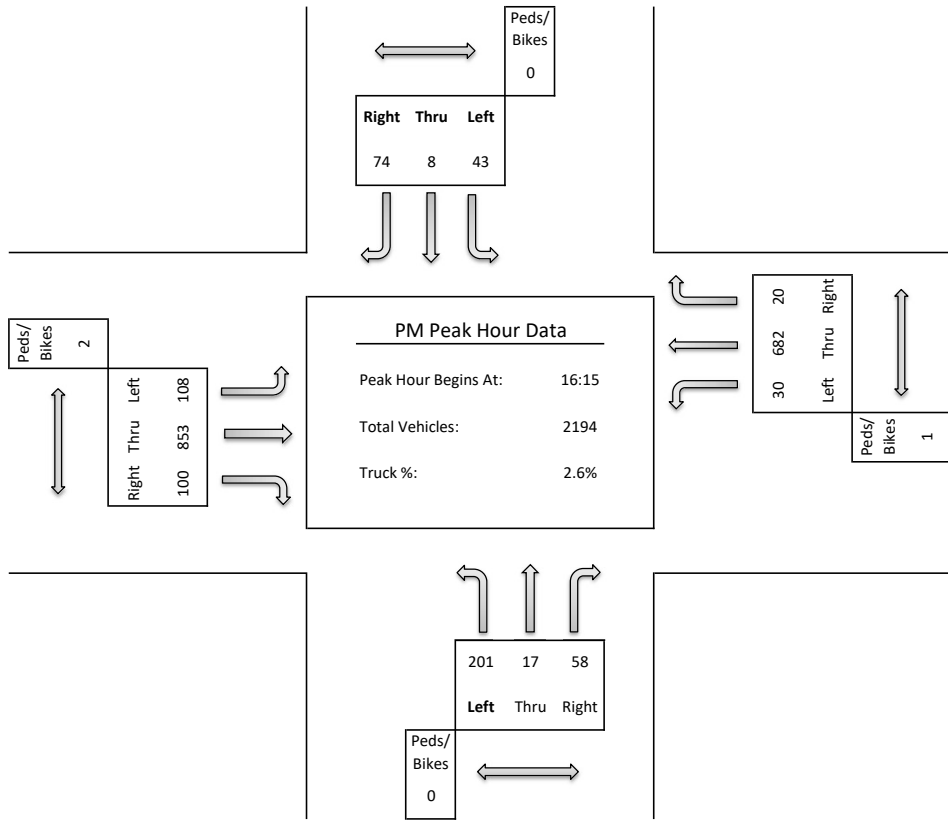 Peds/
Bikes
0
Right Thru Left
74 8 43
Peds/
Bikes
2
Left 108
Thru 853
Right 100
PM Peak Hour Data
Peak Hour Begins At: 16:15
Total Vehicles: 2194
Truck %: 2.6%
20 Right
682 Thru
30 Left
Peds/
Bikes
1
201 17 58
Left Thru Right
Peds/
Bikes
0